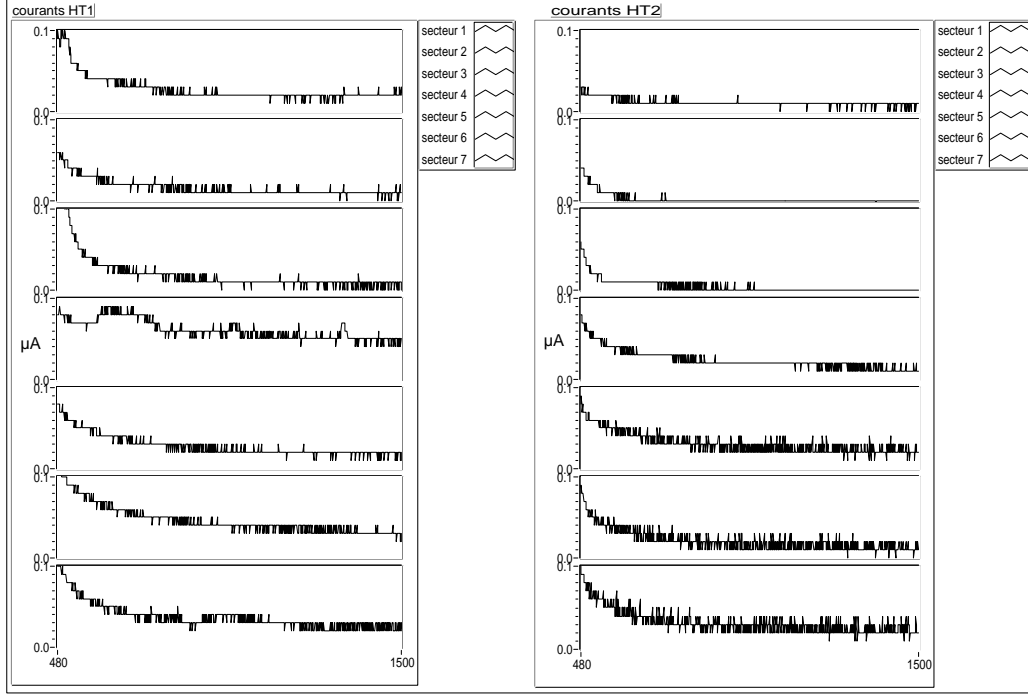 courants HT1
0.1
0.0
0.1
0.0
0.1
0.0
0.1
µA
0.0
0.1
0.0
0.1
0.0
0.1
0.0
480
1500
secteur 1
secteur 2
secteur 3
secteur 4
secteur 5
secteur 6
secteur 7
courants HT2
0.1
0.0
0.1
0.0
0.1
0.0
0.1
µA
0.0
0.1
0.0
0.1
0.0
0.1
0.0
480
1500
secteur 1
secteur 2
secteur 3
secteur 4
secteur 5
secteur 6
secteur 7